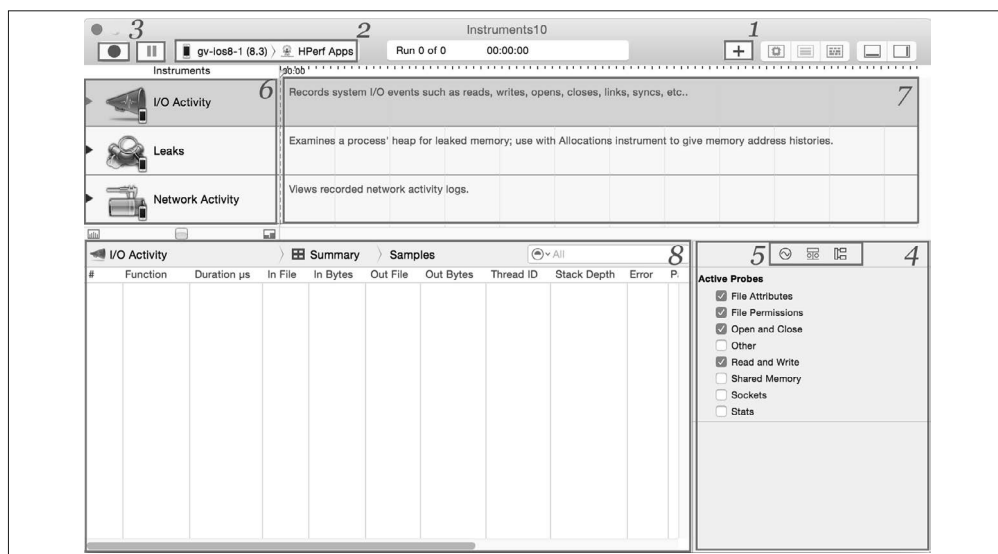 Instruments10
3
2
1
gv-ios8-1 (8.3) 〉 HPerf Apps
Run 0 of 0 00:00:00
+
Instruments
00:00
6
7
I/O Activity
Records system I/O events such as reads, writes, opens, closes, links, syncs, etc..
Leaks
Examines a process' heap for leaked memory; use with Allocations instrument to give memory address histories.
Network Activity
Views recorded network activity logs.
I/O Activity 〉 Summary 〉 Samples
All
8
5
4
# Function Duration µs In File In Bytes Out File Out Bytes Thread ID Stack Depth Error
Active Probes
File Attributes
File Permissions
Open and Close
Other
Read and Write
Shared Memory
Sockets
Stats